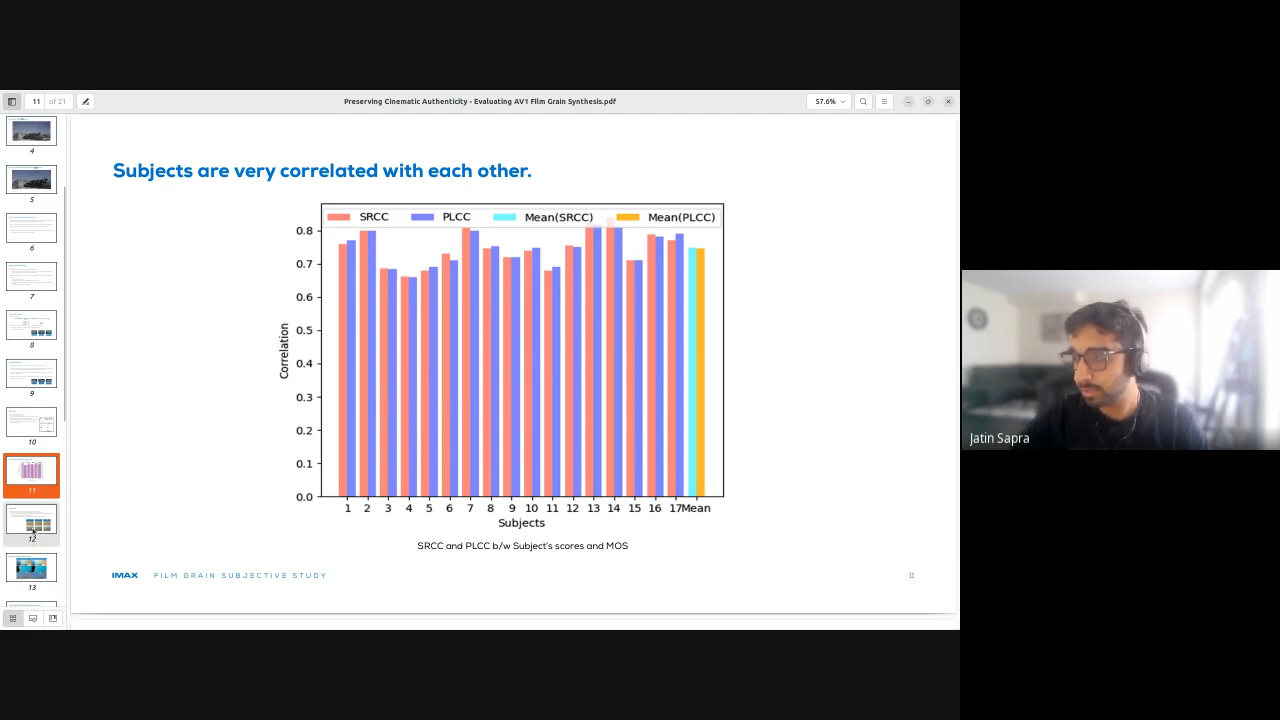 11 of 21
Preserving Cinematic Authenticity - Evaluating AV1 Film Grain Synthesis.pdf
57.6%
4
5
6
7
8
9
10
11
12
13
Subjects are very correlated with each other.
SRCC PLCC Mean(SRCC) Mean(PLCC)
0.8
0.7
0.6
0.5
0.4
0.3
0.2
0.1
0.0
Correlation
1 2 3 4 5 6 7 8 9 10 11 12 13 14 15 16 17Mean
Subjects
SRCC and PLCC b/w Subject's scores and MOS
IMAX FILM GRAIN SUBJECTIVE STUDY 11
Jatin Sapra